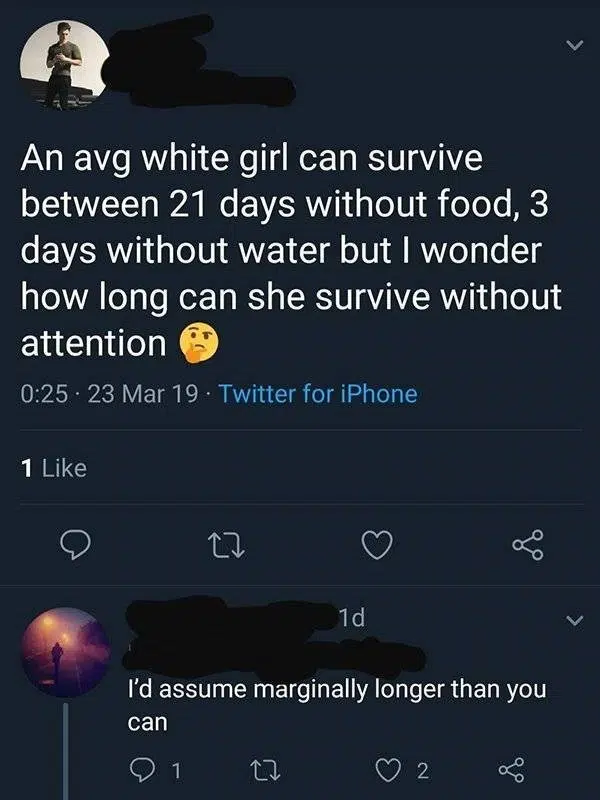 An avg white girl can survive
between 21 days without food, 3
days without water but I wonder
how long can she survive without
attention 🤔
0:25 · 23 Mar 19 · Twitter for iPhone
1 Like
1d
I'd assume marginally longer than you
can
1
2